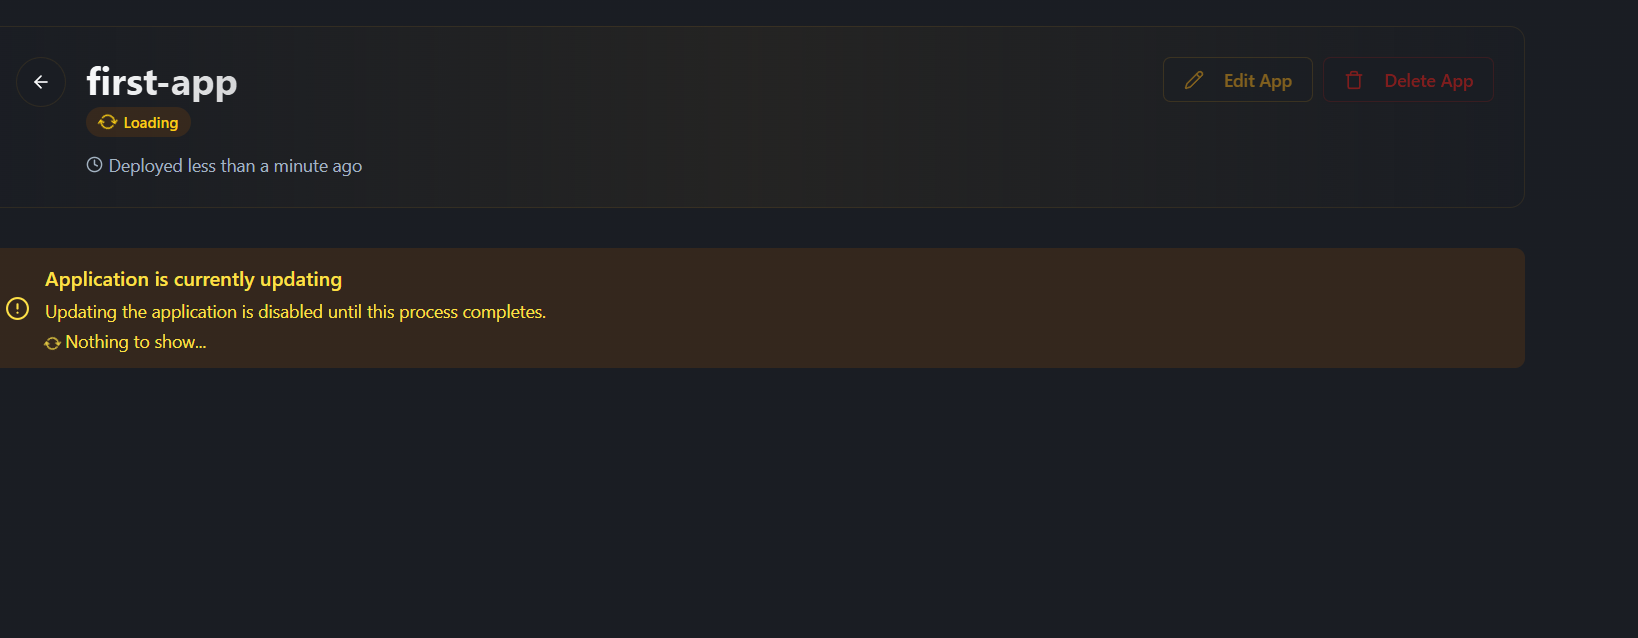 first-app
Edit App
Delete App
Loading
Deployed less than a minute ago
Application is currently updating
Updating the application is disabled until this process completes.
Nothing to show...